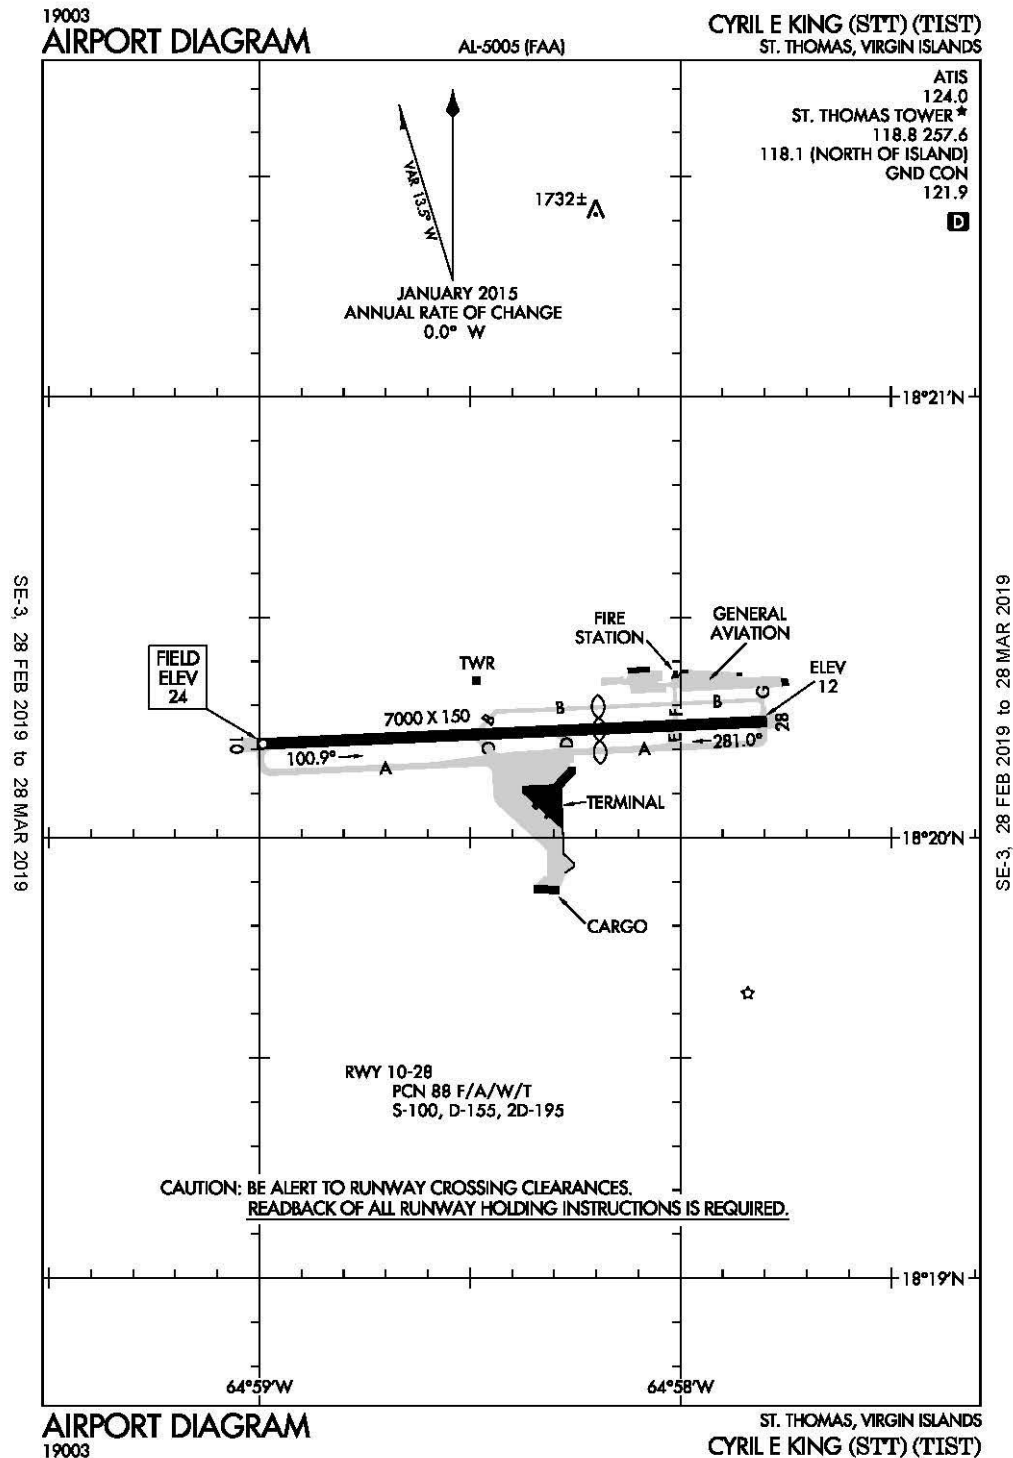 19003
AIRPORT DIAGRAM
AL-5005 (FAA)
CYRIL E KING (STT) (TIST)
ST. THOMAS, VIRGIN ISLANDS
ATIS
124.0
ST. THOMAS TOWER★
118.8 257.6
118.1 (NORTH OF ISLAND)
GND CON
121.9
D
VAR 13.5° W
1732±
JANUARY 2015
ANNUAL RATE OF CHANGE
0.0° W
18°21'N
SE-3, 28 FEB 2019 to 28 MAR 2019
SE-3, 28 FEB 2019 to 28 MAR 2019
FIRE
STATION
GENERAL
AVIATION
FIELD
ELEV
24
TWR
ELEV
12
G
B
B
B
F
7000 X 150
28
10
C
D
E
A
281.0°
100.9°
A
TERMINAL
18°20'N
CARGO
RWY 10-28
PCN 88 F/A/W/T
S-100, D-155, 2D-195
CAUTION: BE ALERT TO RUNWAY CROSSING CLEARANCES.
READBACK OF ALL RUNWAY HOLDING INSTRUCTIONS IS REQUIRED.
18°19'N
64°59'W
64°58'W
AIRPORT DIAGRAM
19003
ST. THOMAS, VIRGIN ISLANDS
CYRIL E KING (STT) (TIST)